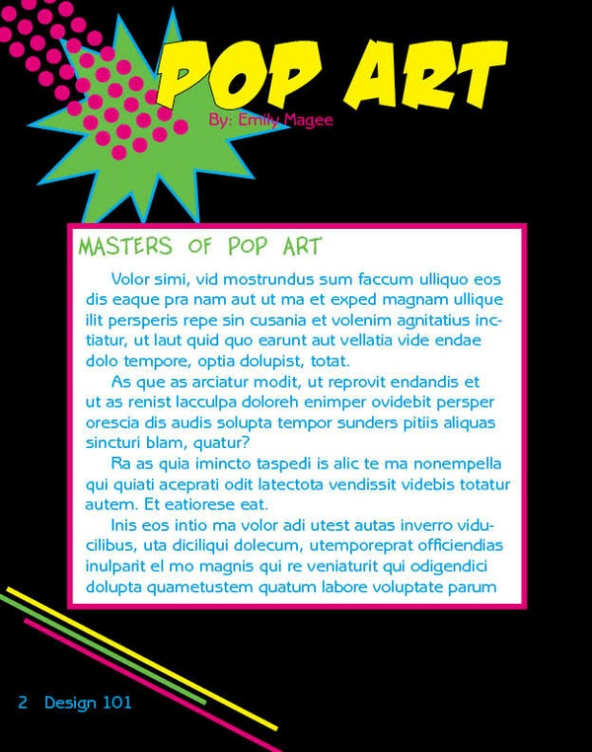 POP ART
By: Emily Magee
MASTERS OF POP ART
Volor simi, vid mostrundus sum faccum ulliquo eos
dis eaque pra nam aut ut ma et exped magnam ullique
ilit persperis repe sin cusania et volenim agnitatius inc-
tiatur, ut laut quid quo earunt aut vellatia vide endae
dolo tempore, optia dolupist, totat.
As que as arciatur modit, ut reprovit endandis et
ut as renist lacculpa doloreh enimper ovidebit persper
orescia dis audis solupta tempor sunders pitiis aliquas
sincturi blam, quatur?
Ra as quia imincto taspedi is alic te ma nonempella
qui quiati aceprati odit latectota vendissit videbis totatur
autem. Et eatiorese eat.
Inis eos intio ma volor adi utest autas inverro vidu-
cilibus, uta diciliqui dolecum, utemporeprat officiendias
inulparit el mo magnis qui re veniaturit qui odigendici
dolupta quametustem quatum labore voluptate parum
2 Design 101